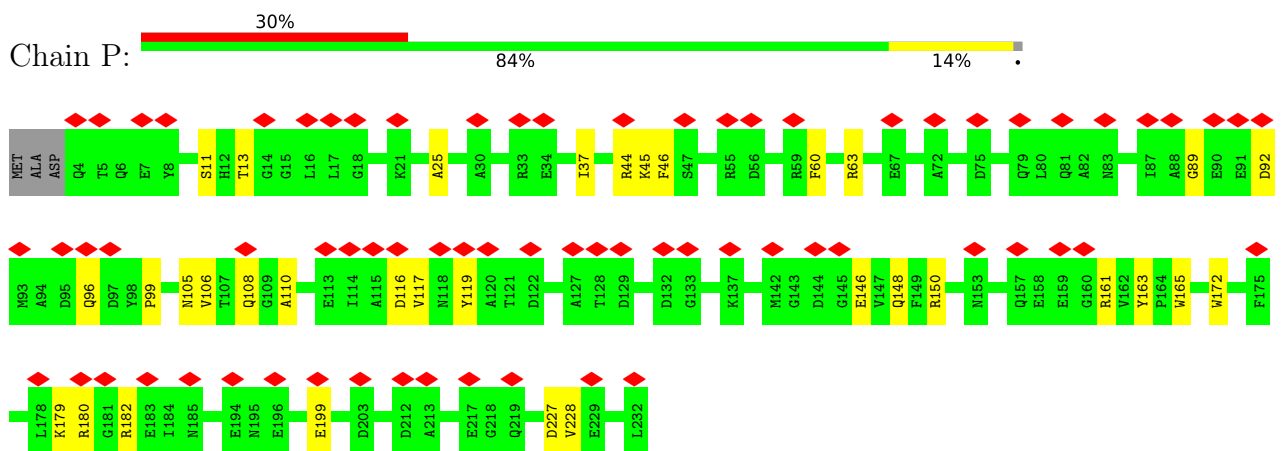 30%
Chain P:
84% 14% •
MET ALA ASP Q4 T5 Q6 E7 Y8 S11 H12 T13 G14 G15 L16 L17 G18 K21 A25 A30 R33 E34 I37 R44 K45 F46 S47 R55 D56 R59 F60 R63 E67 A72 D75 Q79 L80 Q81 A82 N83 I87 A88 G89 E90 E91 D92
M93 A94 D95 Q96 D97 Y98 P99 N105 V106 T107 Q108 G109 A110 E113 I114 A115 D116 V117 N118 Y119 A120 T121 D122 A127 T128 D129 D132 G133 K137 M142 G143 D144 G145 E146 V147 Q148 F149 R150 N153 Q157 E158 E159 G160 R161 V162 Y163 P164 W165 W172 F175
L178 K179 R180 G181 R182 E183 I184 N185 E194 N195 E196 E199 D203 D212 A213 E217 G218 Q219 D227 V228 E229 L232